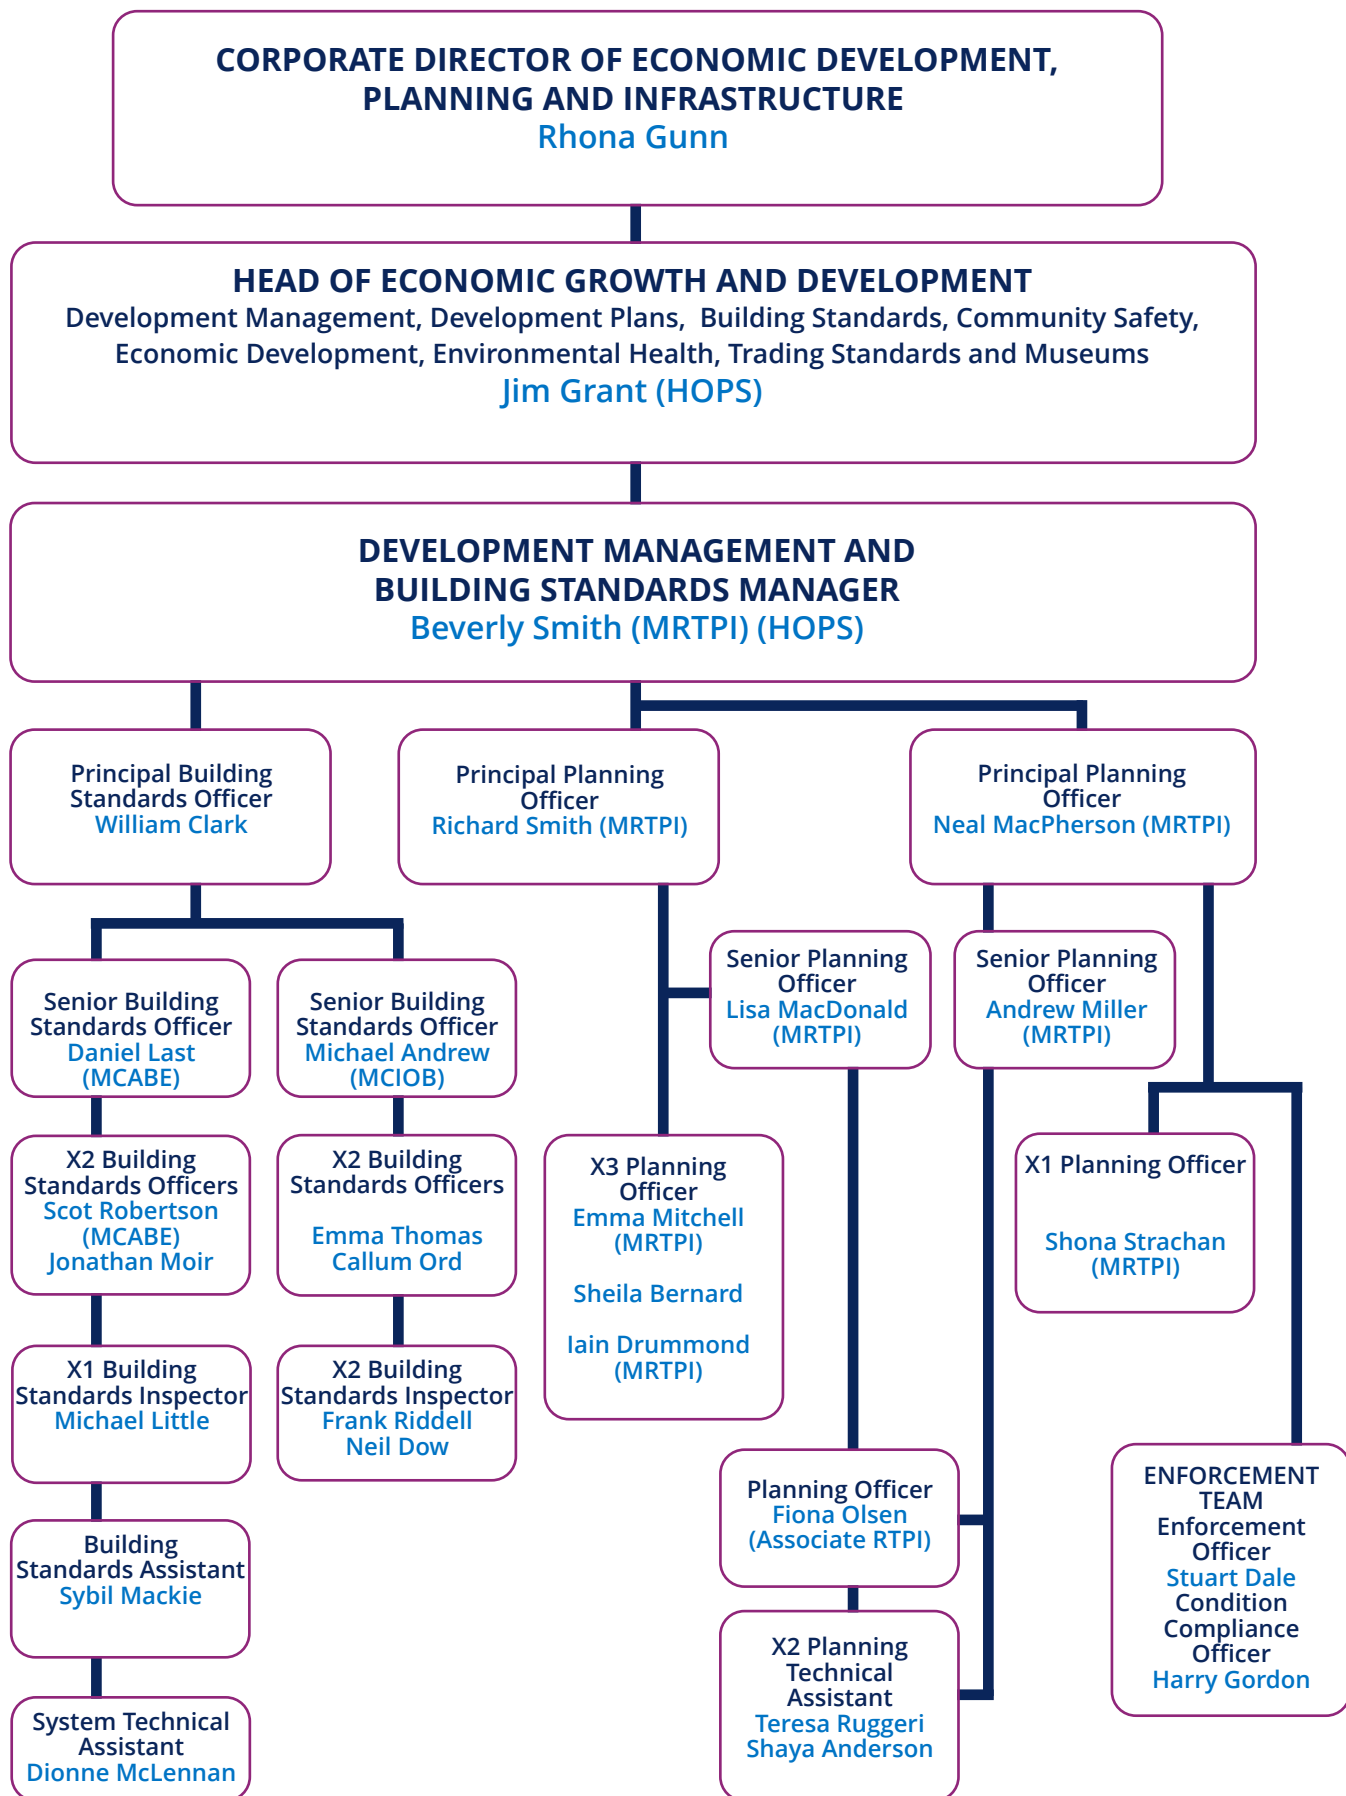 CORPORATE DIRECTOR OF ECONOMIC DEVELOPMENT,
PLANNING AND INFRASTRUCTURE
Rhona Gunn
HEAD OF ECONOMIC GROWTH AND DEVELOPMENT
Development Management, Development Plans, Building Standards, Community Safety,
Economic Development, Environmental Health, Trading Standards and Museums
Jim Grant (HOPS)
DEVELOPMENT MANAGEMENT AND
BUILDING STANDARDS MANAGER
Beverly Smith (MRTPI) (HOPS)
Principal Building
Standards Officer
William Clark
Principal Planning
Officer
Richard Smith (MRTPI)
Principal Planning
Officer
Neal MacPherson (MRTPI)
Senior Building
Standards Officer
Daniel Last
(MCABE)
Senior Building
Standards Officer
Michael Andrew
(MCIOB)
Senior Planning
Officer
Lisa MacDonald
(MRTPI)
Senior Planning
Officer
Andrew Miller
(MRTPI)
X2 Building
Standards Officers
Scot Robertson
(MCABE)
Jonathan Moir
X2 Building
Standards Officers
Emma Thomas
Callum Ord
X3 Planning
Officer
Emma Mitchell
(MRTPI)
Sheila Bernard
Iain Drummond
(MRTPI)
X1 Planning Officer
Shona Strachan
(MRTPI)
X1 Building
Standards Inspector
Michael Little
X2 Building
Standards Inspector
Frank Riddell
Neil Dow
Planning Officer
Fiona Olsen
(Associate RTPI)
ENFORCEMENT
TEAM
Enforcement
Officer
Stuart Dale
Condition
Compliance
Officer
Harry Gordon
Building
Standards Assistant
Sybil Mackie
X2 Planning
Technical
Assistant
Teresa Ruggeri
Shaya Anderson
System Technical
Assistant
Dionne McLennan